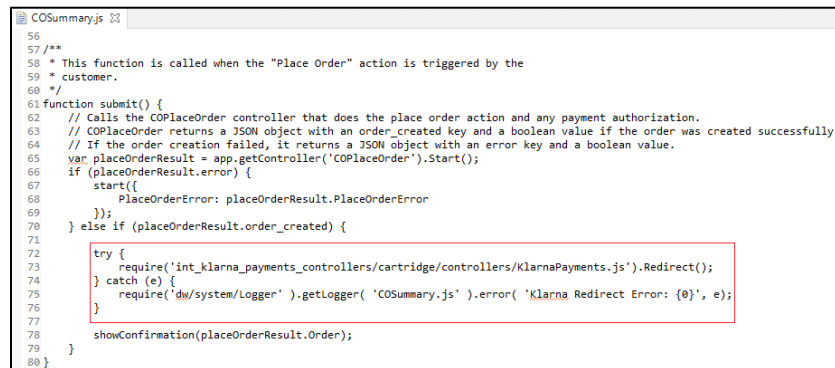 COSummary.js
56
57 /**
58 * This function is called when the "Place Order" action is triggered by the
59 * customer.
60 */
61 function submit() {
62 // Calls the COPlaceOrder controller that does the place order action and any payment authorization.
63 // COPlaceOrder returns a JSON object with an order_created key and a boolean value if the order was created successfully
64 // If the order creation failed, it returns a JSON object with an error key and a boolean value.
65 var placeOrderResult = app.getController('COPlaceOrder').Start();
66 if (placeOrderResult.error) {
67 start({
68 PlaceOrderError: placeOrderResult.PlaceOrderError
69 });
70 } else if (placeOrderResult.order_created) {
71
72 try {
73 require('int_klarna_payments_controllers/cartridge/controllers/KlarnaPayments.js').Redirect();
74 } catch (e) {
75 require('dw/system/Logger' ).getLogger( 'COSummary.js' ).error( 'Klarna Redirect Error: {0}', e);
76 }
77
78 showConfirmation(placeOrderResult.Order);
79 }
80 }